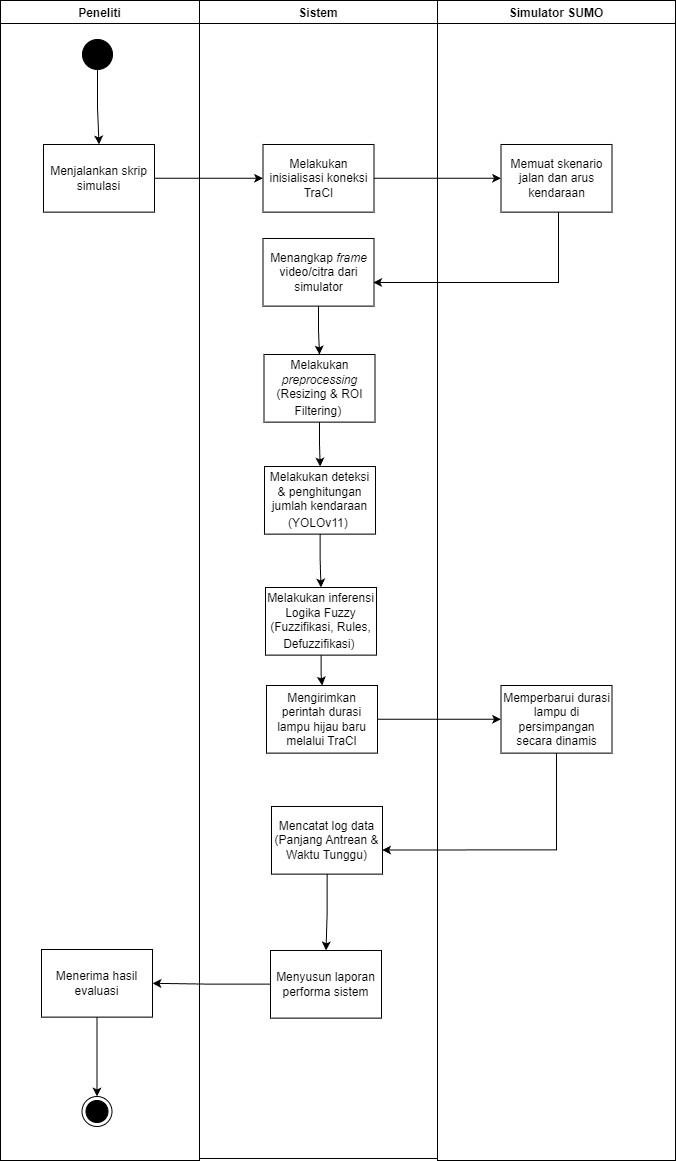 Peneliti
Sistem
Simulator SUMO
Menjalankan skrip
simulasi
Melakukan
inisialisasi koneksi
TraCI
Memuat skenario
jalan dan arus
kendaraan
Menangkap frame
video/citra dari
simulator
Melakukan
preprocessing
(Resizing & ROI
Filtering)
Melakukan deteksi
& penghitungan
jumlah kendaraan
(YOLOv11)
Melakukan inferensi
Logika Fuzzy
(Fuzzifikasi, Rules,
Defuzzifikasi)
Mengirimkan
perintah durasi
lampu hijau baru
melalui TraCI
Memperbarui durasi
lampu di
persimpangan
secara dinamis
Mencatat log data
(Panjang Antrean &
Waktu Tunggu)
Menyusun laporan
performa sistem
Menerima hasil
evaluasi